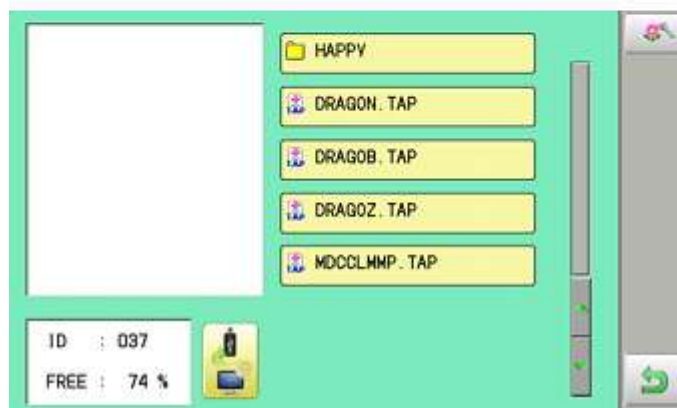 HAPPY
DRAGON.TAP
DRAGOB.TAP
DRAGOZ.TAP
MDCCLMMP.TAP
ID : 037
FREE : 74 %